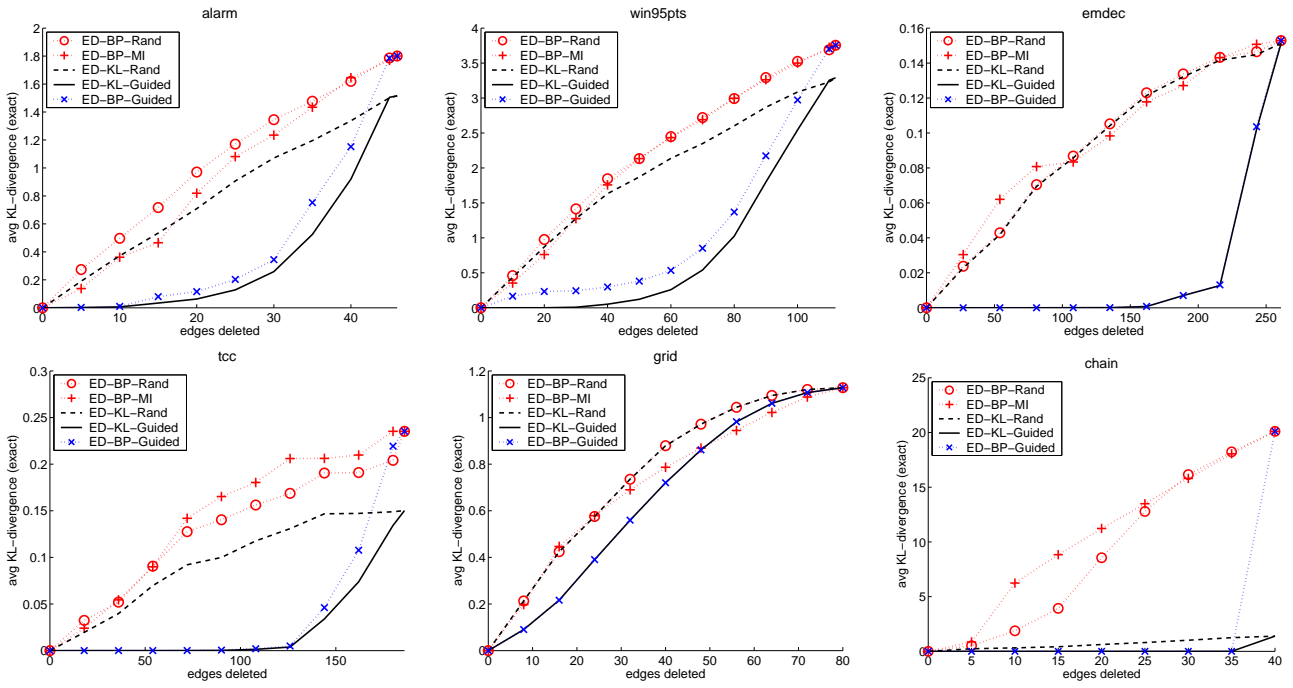 alarm
2
1.8
1.6
1.4
1.2
1
0.8
0.6
0.4
0.2
0
avg KL−divergence (exact)
ED−BP−Rand
ED−BP−MI
ED−KL−Rand
ED−KL−Guided
ED−BP−Guided
0 10 20 30 40
edges deleted
win95pts
4
3.5
3
2.5
2
1.5
1
0.5
0
avg KL−divergence (exact)
ED−BP−Rand
ED−BP−MI
ED−KL−Rand
ED−KL−Guided
ED−BP−Guided
0 20 40 60 80 100
edges deleted
emdec
0.16
0.14
0.12
0.1
0.08
0.06
0.04
0.02
0
avg KL−divergence (exact)
ED−BP−Rand
ED−BP−MI
ED−KL−Rand
ED−KL−Guided
ED−BP−Guided
0 50 100 150 200 250
edges deleted
tcc
0.3
0.25
0.2
0.15
0.1
0.05
0
avg KL−divergence (exact)
ED−BP−Rand
ED−BP−MI
ED−KL−Rand
ED−KL−Guided
ED−BP−Guided
0 50 100 150
edges deleted
grid
1.2
1
0.8
0.6
0.4
0.2
0
avg KL−divergence (exact)
ED−BP−Rand
ED−BP−MI
ED−KL−Rand
ED−KL−Guided
ED−BP−Guided
0 10 20 30 40 50 60 70 80
edges deleted
chain
25
20
15
10
5
0
avg KL−divergence (exact)
ED−BP−Rand
ED−BP−MI
ED−KL−Rand
ED−KL−Guided
ED−BP−Guided
0 5 10 15 20 25 30 35 40
edges deleted